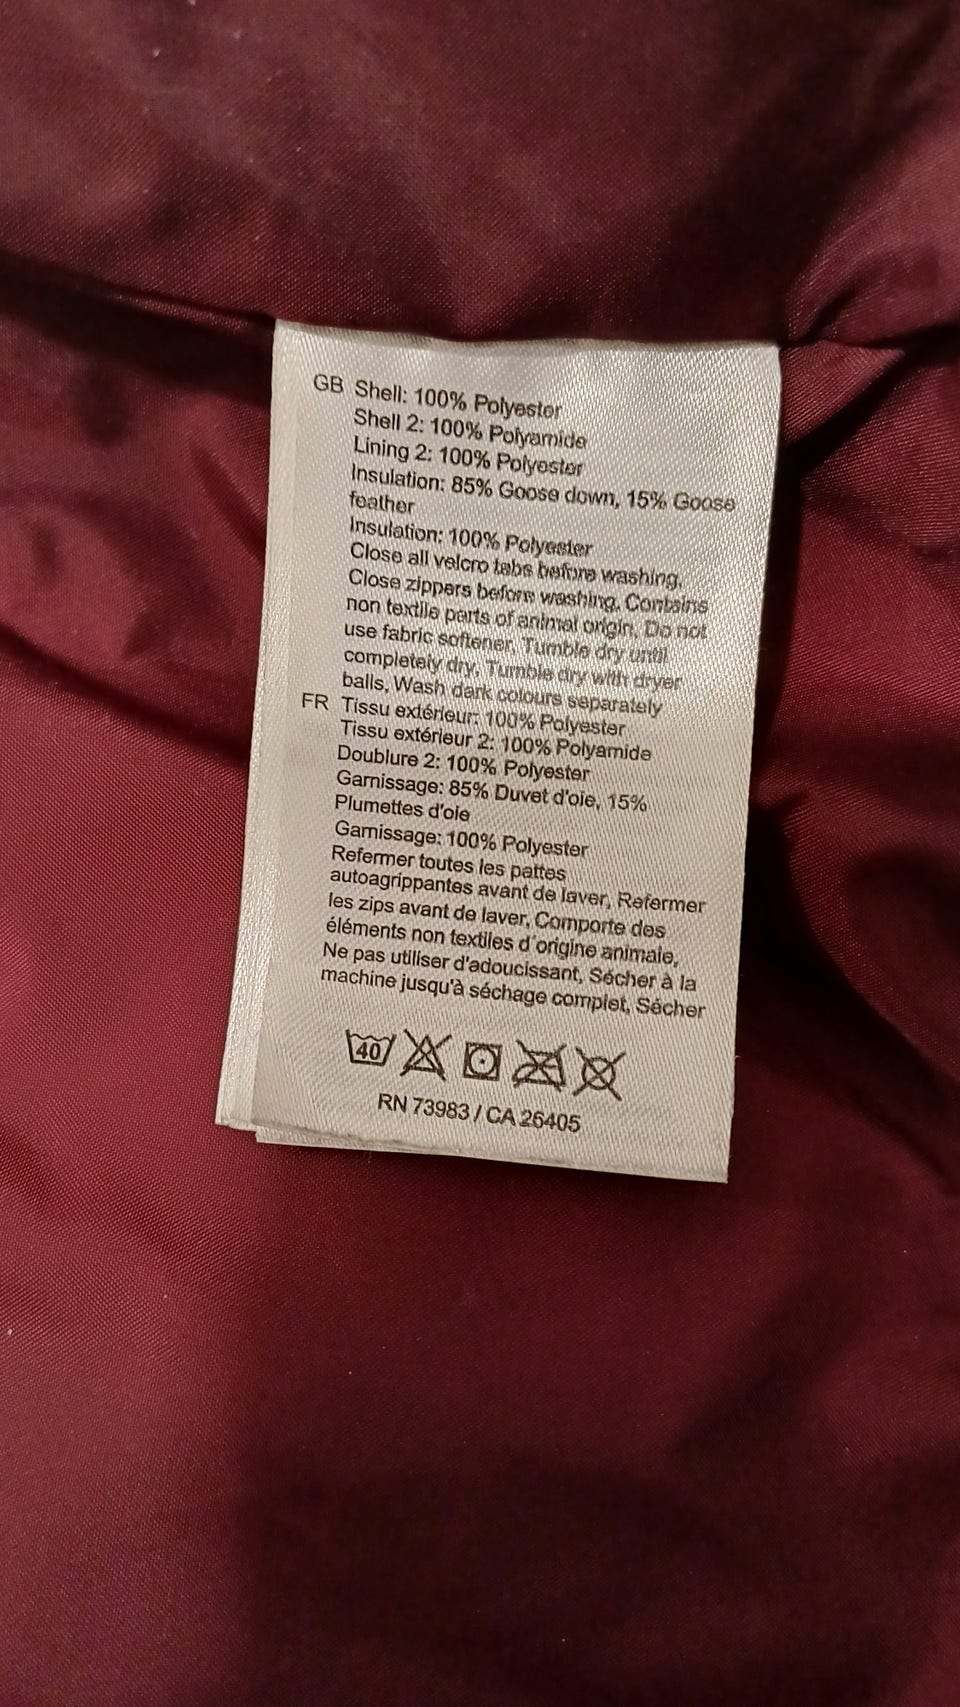 GB Shell: 100% Polyester
Shell 2: 100% Polyamide
Lining 2: 100% Polyester
Insulation: 85% Goose down, 15% Goose
feather
Insulation: 100% Polyester
Close all velcro tabs before washing,
Close zippers before washing, Contains
non textile parts of animal origin, Do not
use fabric softener, Tumble dry until
completely dry, Tumble dry with dryer
balls, Wash dark colours separately
FR Tissu extérieur: 100% Polyester
Tissu extérieur 2: 100% Polyamide
Doublure 2: 100% Polyester
Garnissage: 85% Duvet d'oie, 15%
Plumettes d'oie
Garnissage: 100% Polyester
Refermer toutes les pattes
autoagrippantes avant de laver, Refermer
les zips avant de laver, Comporte des
éléments non textiles d'origine animale,
Ne pas utiliser d'adoucissant, Sécher à la
machine jusqu'à séchage complet, Sécher
40
RN 73983 / CA 26405